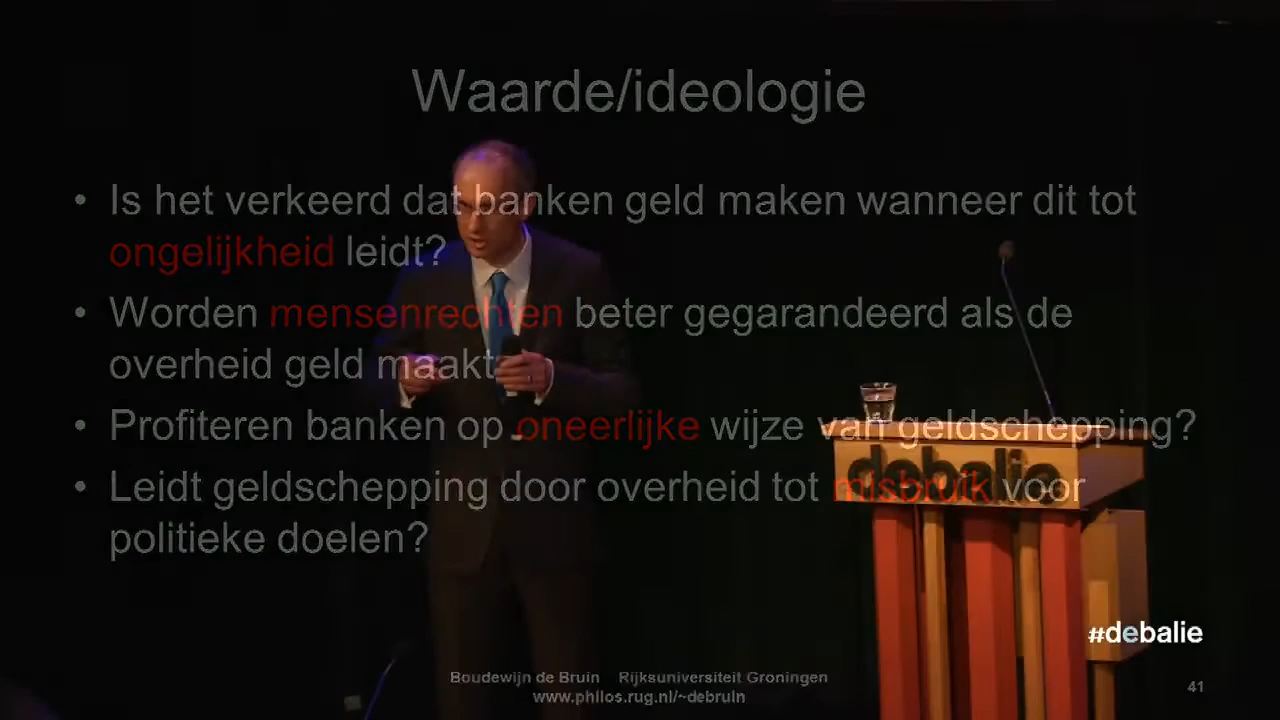 Waarde/ideologie
• Is het verkeerd dat banken geld maken wanneer dit tot
ongelijkheid leidt?
• Worden mensenrechten beter gegarandeerd als de
overheid geld maakt
• Profiteren banken op oneerlijke wijze van geldschepping?
• Leidt geldschepping door overheid tot misbruik voor
politieke doelen?
debalie
#debalie
Boudewijn de Bruin Rijksuniversiteit Groningen
www.philos.rug.nl/~debruin
41